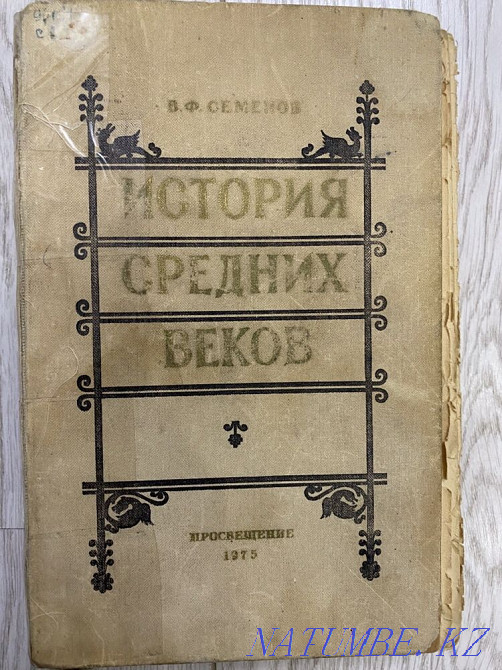 В.Ф. СЕМЕНОВ
ИСТОРИЯ
СРЕДНИХ
ВЕКОВ
ПРОСВЕЩЕНИЕ
1975
NATUMBE.KZ